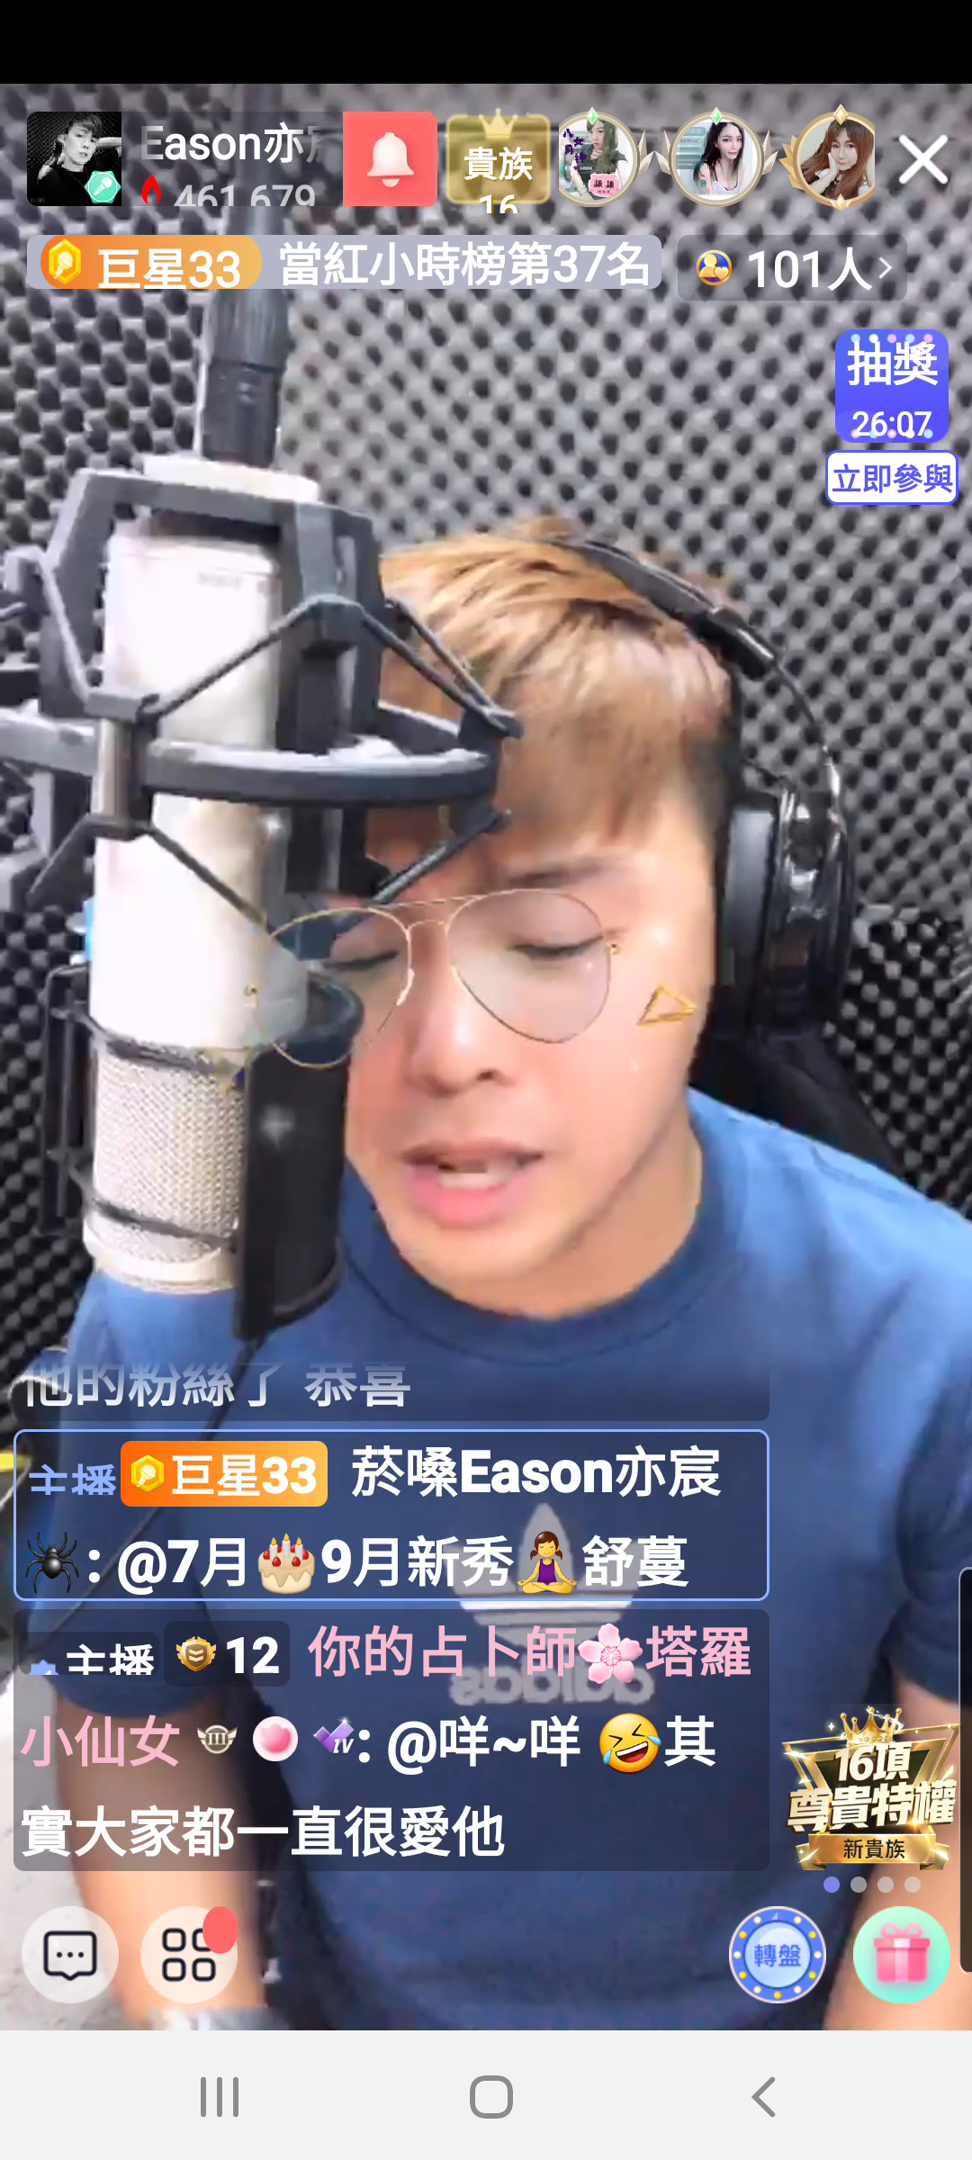 Eason亦
461,679
貴族
16
巨星33
當紅小時榜第37名
101人
抽獎
26:07
立即參與
他的粉絲了 恭喜
主播 巨星33 菸嗓Eason亦宸
: @7月🎂9月新秀🧘‍♀️舒蔓
主播 12 你的占卜師🌸塔羅
小仙女 III IV: @咩~咩 🤣其
實大家都一直很愛他
adidas
16項
尊貴特權
新貴族
轉盤